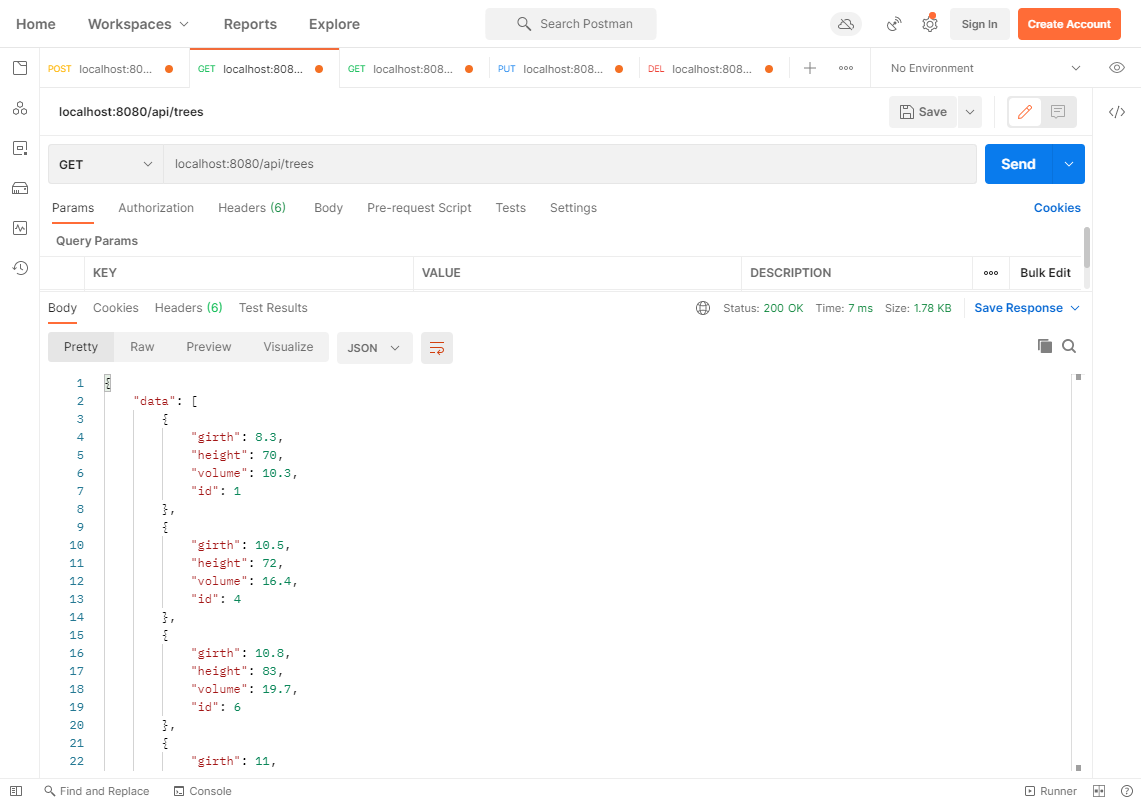 Home Workspaces Reports Explore Search Postman Sign In Create Account
POST localhost:80... GET localhost:808... GET localhost:808... PUT localhost:808... DEL localhost:808... No Environment
localhost:8080/api/trees Save
GET localhost:8080/api/trees Send
Params Authorization Headers (6) Body Pre-request Script Tests Settings Cookies
Query Params
KEY VALUE DESCRIPTION Bulk Edit
Body Cookies Headers (6) Test Results Status: 200 OK Time: 7 ms Size: 1.78 KB Save Response
Pretty Raw Preview Visualize JSON
1 {
2 "data": [
3 {
4 "girth": 8.3,
5 "height": 70,
6 "volume": 10.3,
7 "id": 1
8 },
9 {
10 "girth": 10.5,
11 "height": 72,
12 "volume": 16.4,
13 "id": 4
14 },
15 {
16 "girth": 10.8,
17 "height": 83,
18 "volume": 19.7,
19 "id": 6
20 },
21 {
22 "girth": 11,
Find and Replace Console Runner